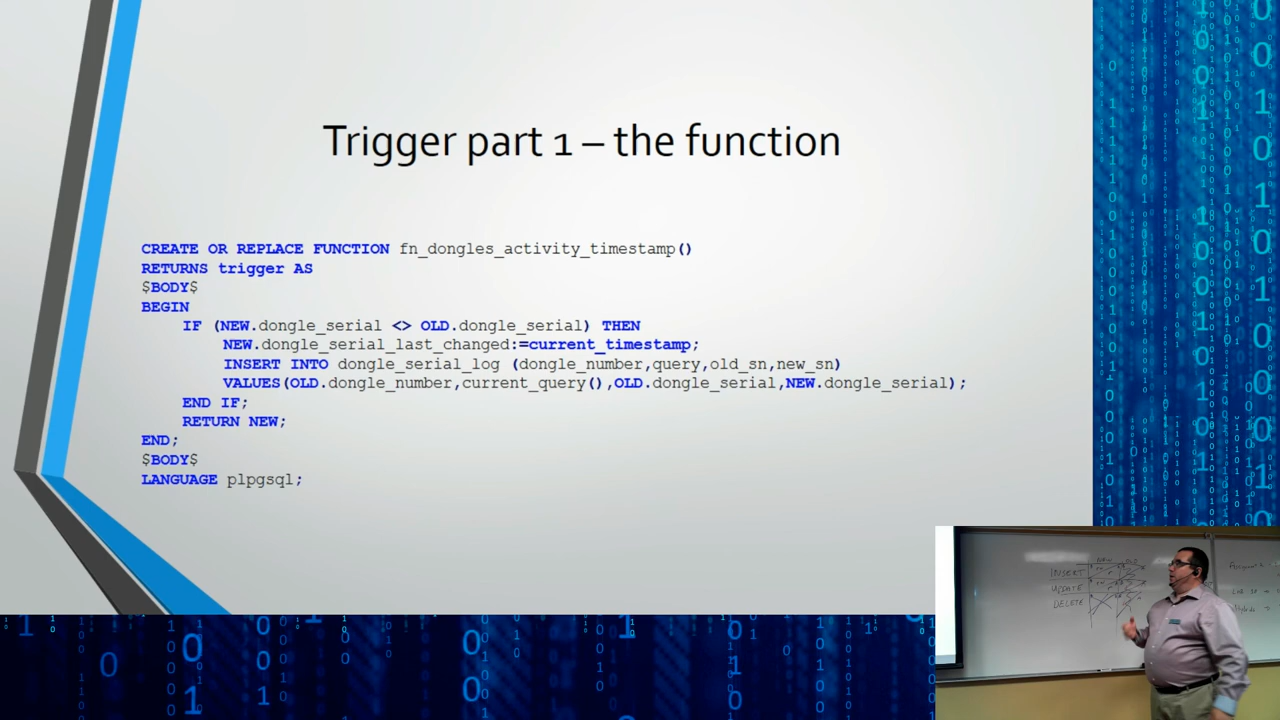 Trigger part 1 – the function
CREATE OR REPLACE FUNCTION fn_dongles_activity_timestamp()
RETURNS trigger AS
$BODY$
BEGIN
IF (NEW.dongle_serial <> OLD.dongle_serial) THEN
NEW.dongle_serial_last_changed:=current_timestamp;
INSERT INTO dongle_serial_log (dongle_number,query,old_sn,new_sn)
VALUES(OLD.dongle_number,current_query(),OLD.dongle_serial,NEW.dongle_serial);
END IF;
RETURN NEW;
END;
$BODY$
LANGUAGE plpgsql;
NEW OLD
INSERT
UPDATE
DELETE